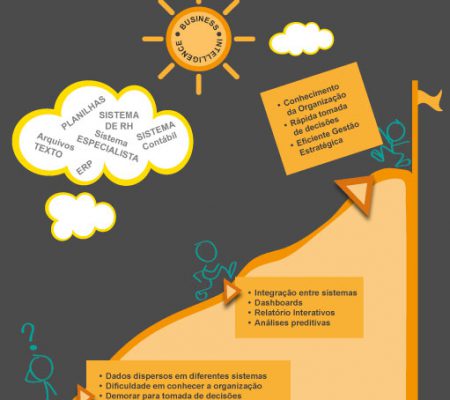 BUSINESS
INTELLIGENCE
PLANILHAS
SISTEMA
DE RH
Sistema
ESPECIALISTA
SISTEMA
Contábil
Arquivos
TEXTO
ERP
• Conhecimento
da Organização
• Rápida tomada
de decisões
• Eficiente Gestão
Estratégica
• Integração entre sistemas
• Dashboards
• Relatório Interativos
• Análises preditivas
?
• Dados dispersos em diferentes sistemas
• Dificuldade em conhecer a organização
• Demorar para tomada de decisões